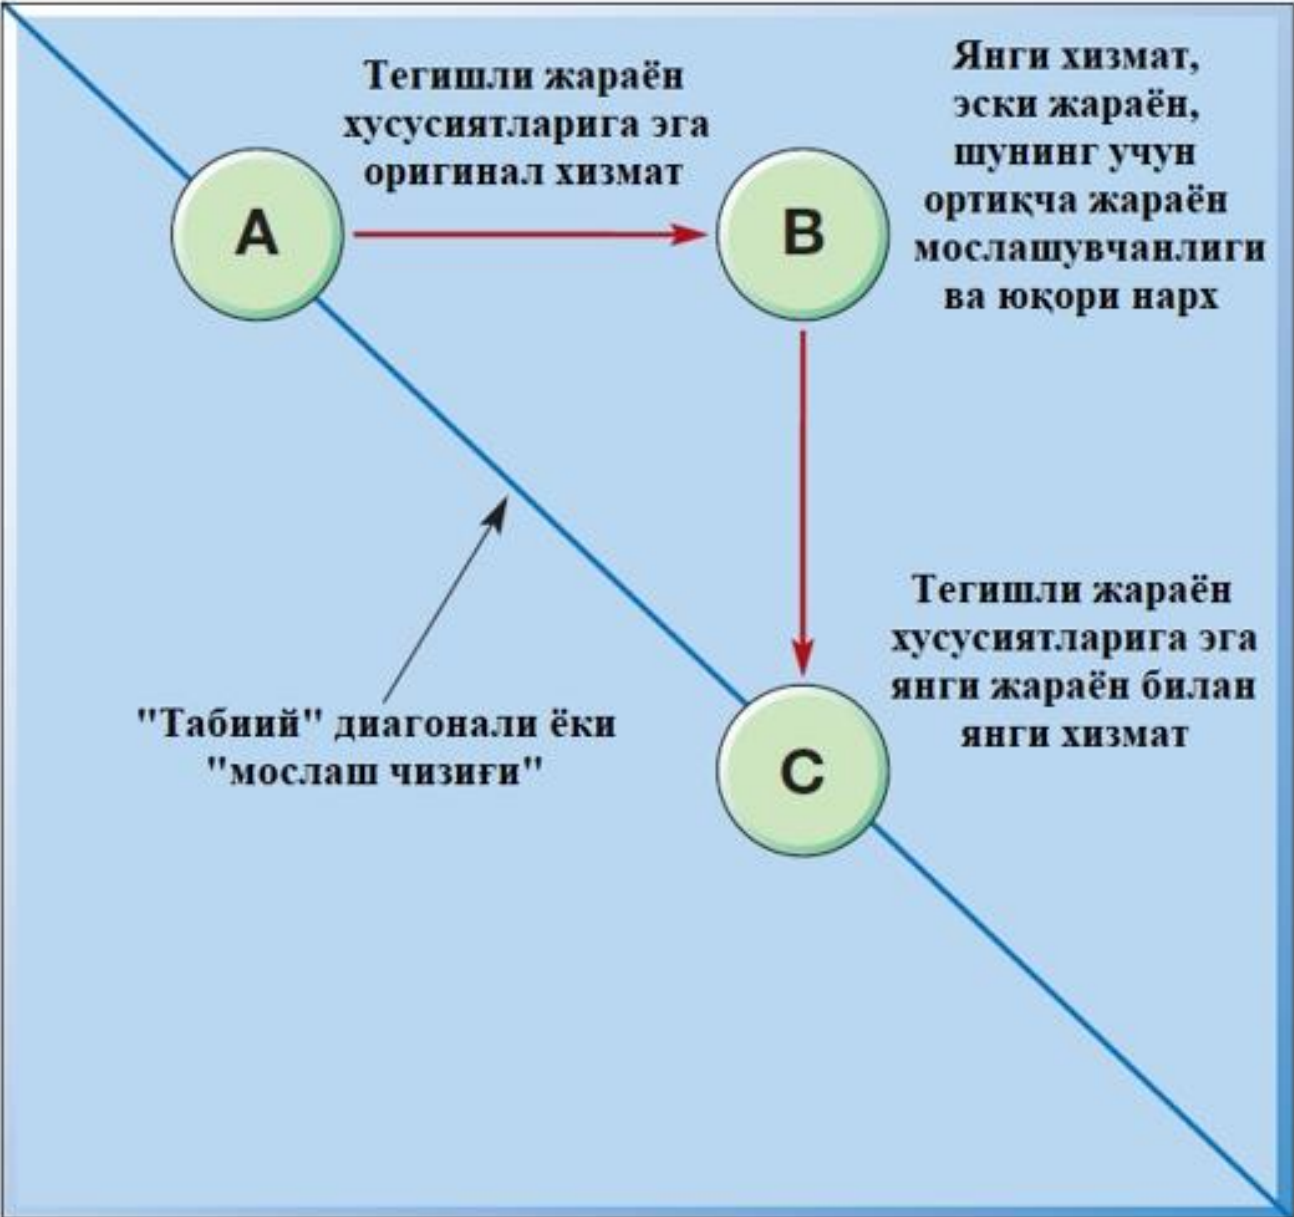 Тегишли жараён
хусусиятларига эга
оригинал хизмат
A
B
Янги хизмат,
эски жараён,
шунинг учун
ортиқча жараён
мослашувчанлиги
ва юқори нарх
"Табиий" диагонали ёки
"мослаш чизиғи"
C
Тегишли жараён
хусусиятларига эга
янги жараён билан
янги хизмат